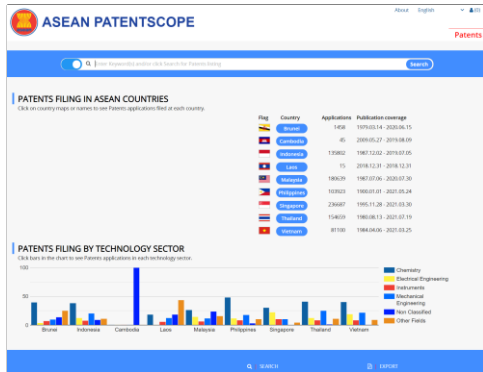 About English (0)
ASEAN PATENTSCOPE
Patents
Enter Keyword(s) and/or click Search for Patents listing
Search
PATENTS FILING IN ASEAN COUNTRIES
Click on country maps or names to see Patents applications filed at each country.
Flag Country Applications Publication coverage
Brunei 1458 1979.03.14 - 2020.06.15
Cambodia 45 2009.05.27 - 2019.08.09
Indonesia 135802 1987.12.02 - 2019.07.05
Laos 15 2018.12.31 - 2018.12.31
Malaysia 180639 1987.07.06 - 2020.07.30
Philippines 103923 1900.01.01 - 2021.05.24
Singapore 236687 1995.11.28 - 2021.03.30
Thailand 154659 1980.08.13 - 2021.07.19
Vietnam 81100 1984.04.06 - 2021.03.25
PATENTS FILING BY TECHNOLOGY SECTOR
Click bars in the chart to see Patents applications in each technology sector.
100
50
0
Brunei Indonesia Cambodia Laos Malaysia Philippines Singapore Thailand Vietnam
Chemistry
Electrical Engineering
Instruments
Mechanical
Engineering
Non Classified
Other Fields
SEARCH EXPORT